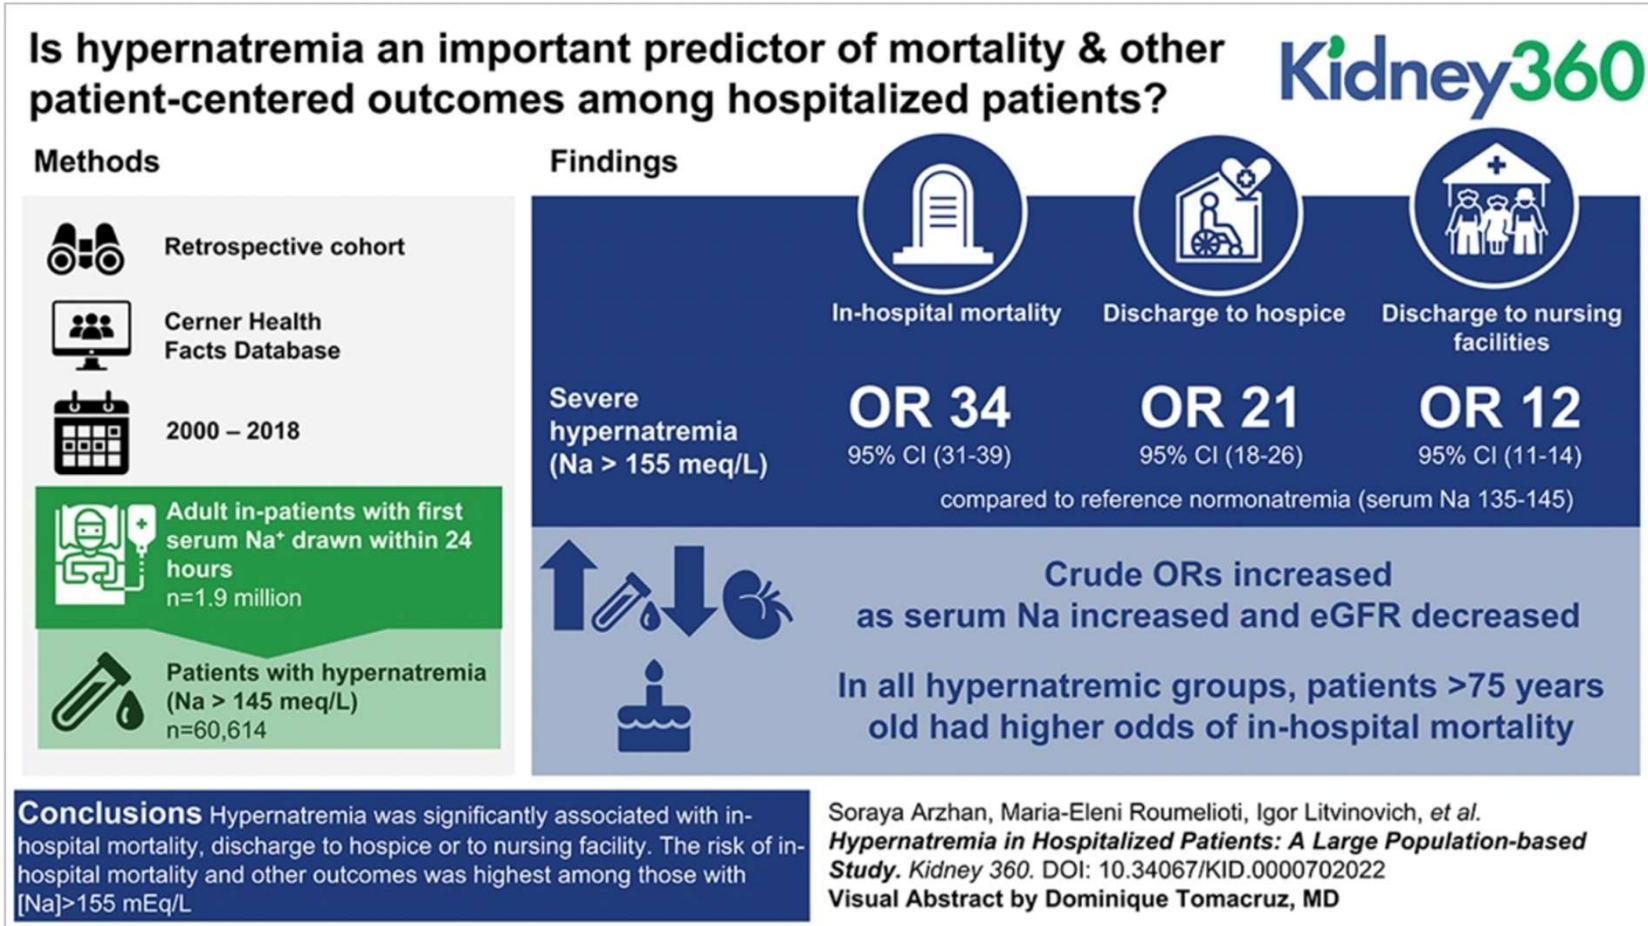 Is hypernatremia an important predictor of mortality & other
patient-centered outcomes among hospitalized patients?
Kidney360
Methods
Retrospective cohort
Cerner Health
Facts Database
2000 – 2018
Adult in-patients with first
serum Na⁺ drawn within 24
hours
n=1.9 million
Patients with hypernatremia
(Na > 145 meq/L)
n=60,614
Findings
In-hospital mortality
Discharge to hospice
Discharge to nursing
facilities
Severe
hypernatremia
(Na > 155 meq/L)
OR 34
95% CI (31-39)
OR 21
95% CI (18-26)
OR 12
95% CI (11-14)
compared to reference normonatremia (serum Na 135-145)
Crude ORs increased
as serum Na increased and eGFR decreased
In all hypernatremic groups, patients >75 years
old had higher odds of in-hospital mortality
Conclusions Hypernatremia was significantly associated with in-
hospital mortality, discharge to hospice or to nursing facility. The risk of in-
hospital mortality and other outcomes was highest among those with
[Na]>155 mEq/L
Soraya Arzhan, Maria-Eleni Roumelioti, Igor Litvinovich, et al.
Hypernatremia in Hospitalized Patients: A Large Population-based
Study. Kidney 360. DOI: 10.34067/KID.0000702022
Visual Abstract by Dominique Tomacruz, MD